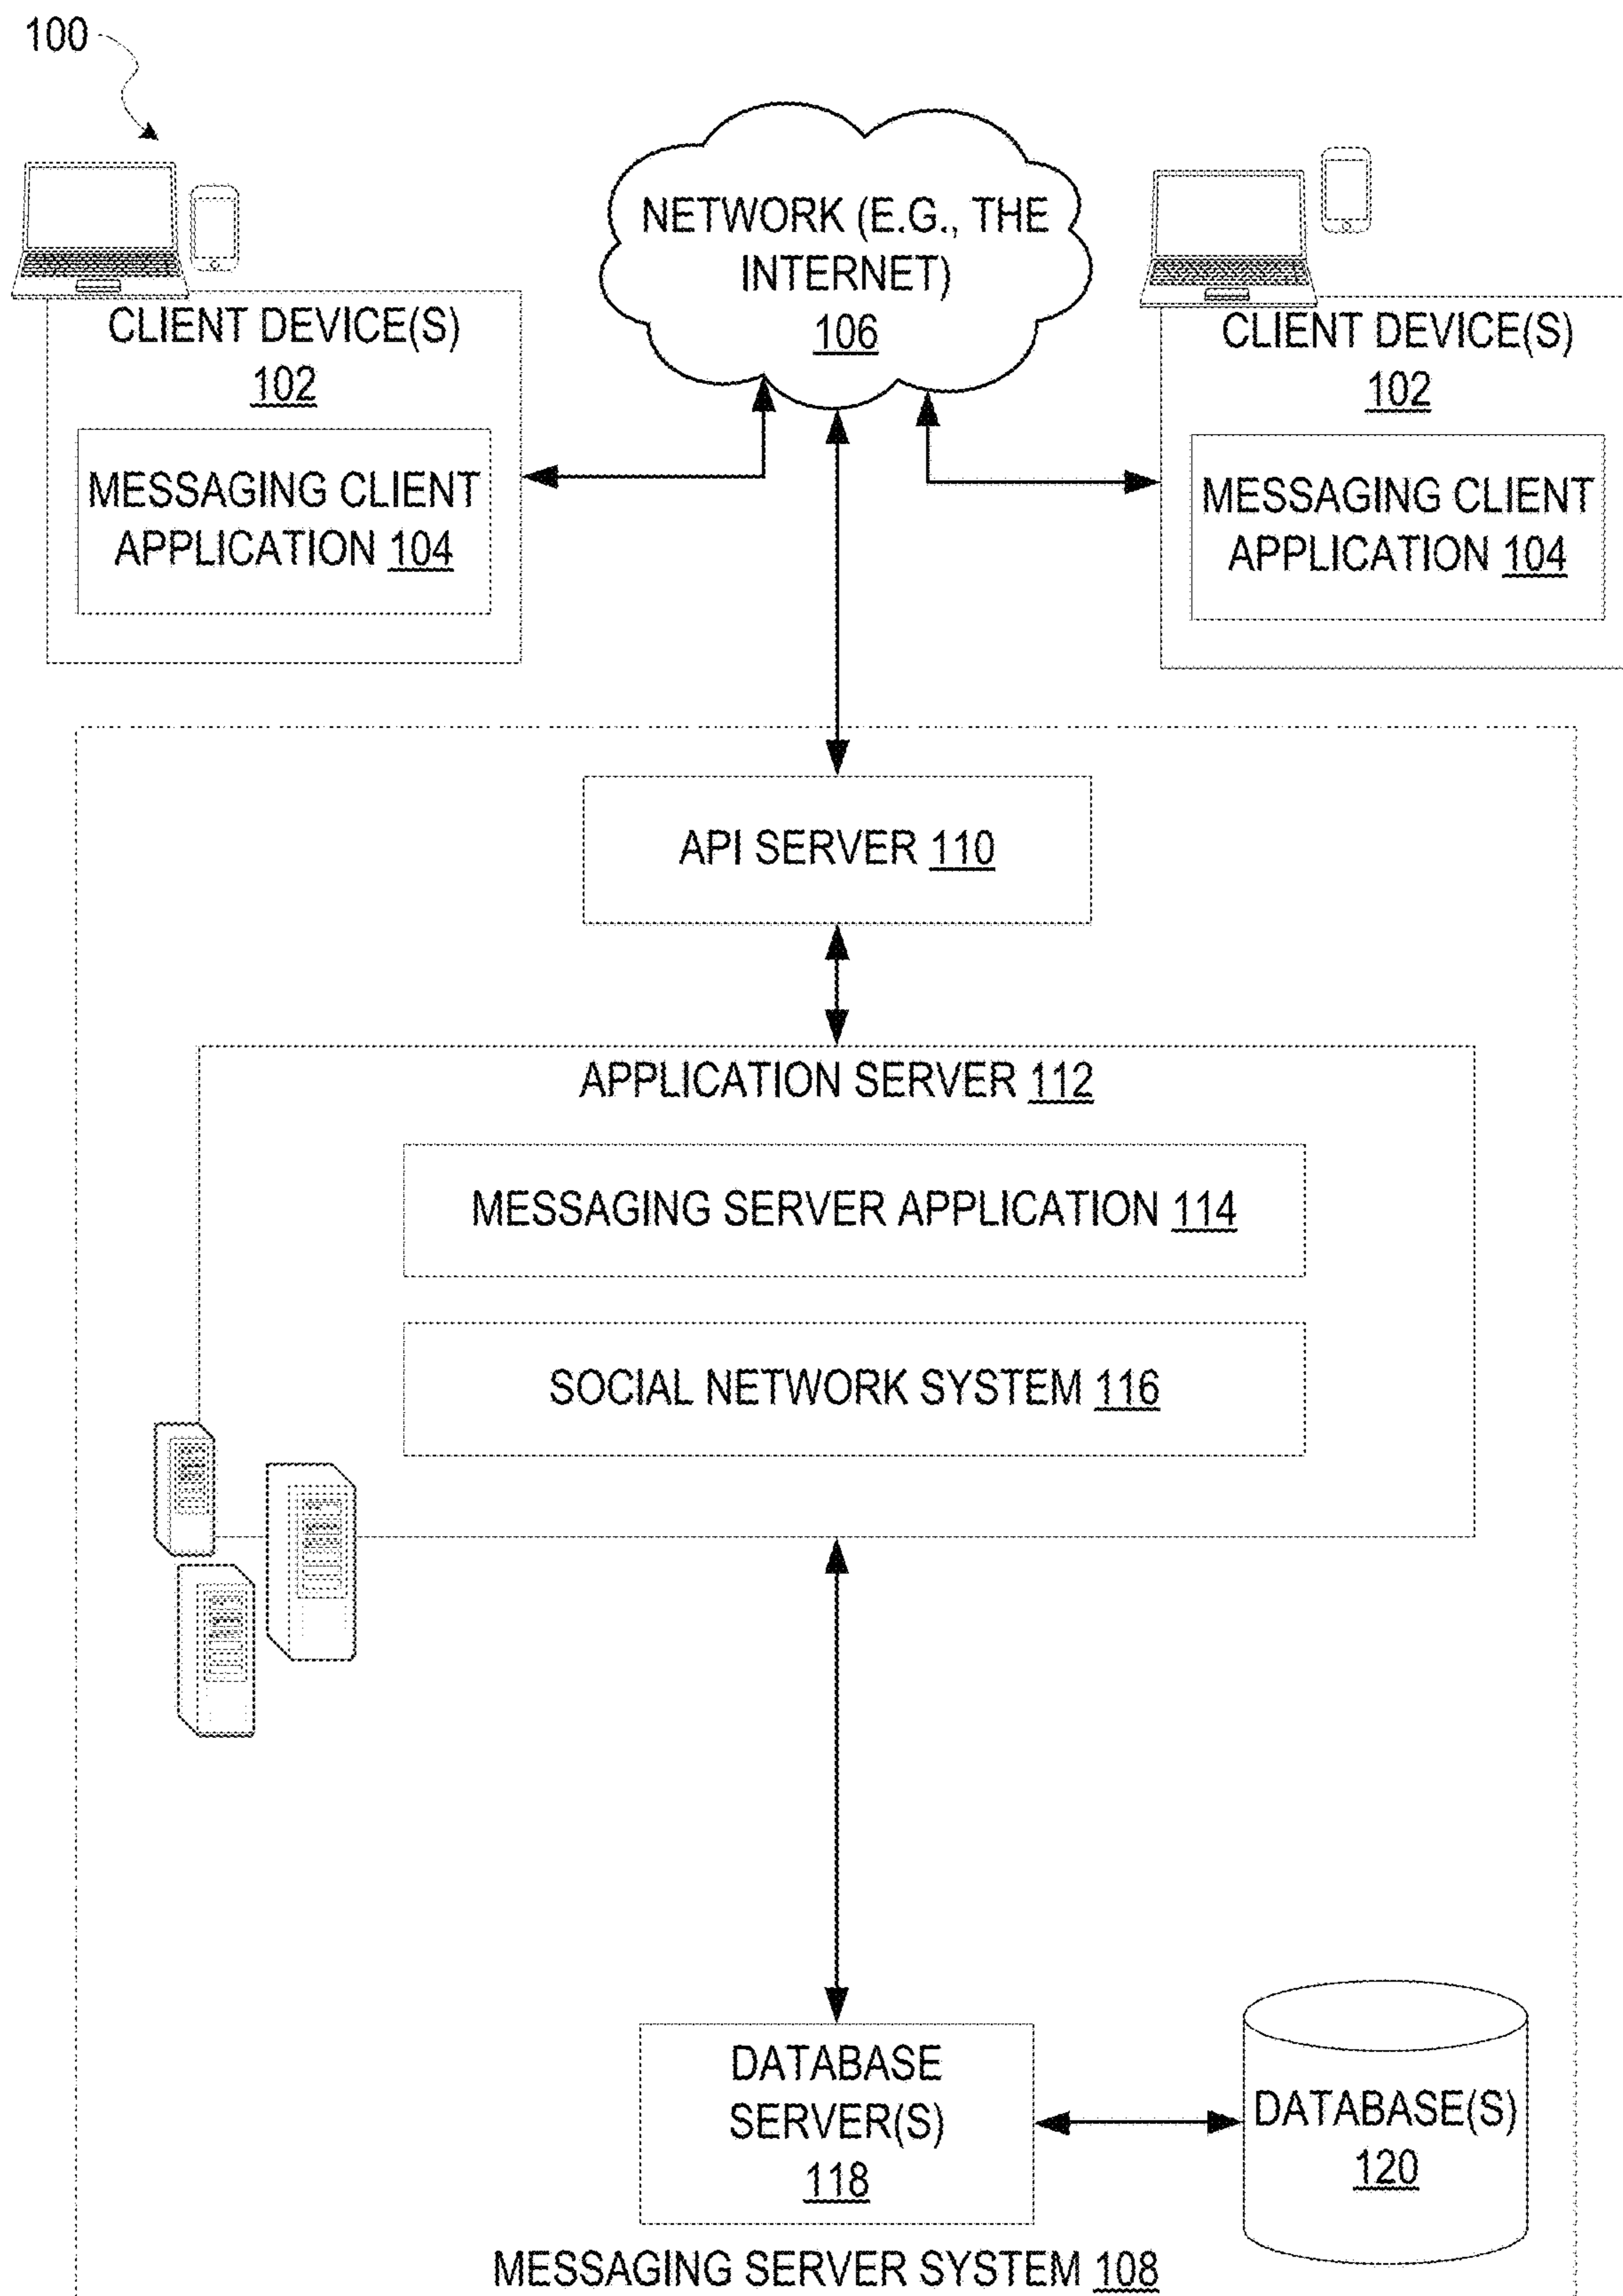 100
NETWORK (E.G., THE
INTERNET)
106
CLIENT DEVICE(S)
102
MESSAGING CLIENT
APPLICATION 104
CLIENT DEVICE(S)
102
MESSAGING CLIENT
APPLICATION 104
API SERVER 110
APPLICATION SERVER 112
MESSAGING SERVER APPLICATION 114
SOCIAL NETWORK SYSTEM 116
DATABASE
SERVER(S)
118
DATABASE(S)
120
MESSAGING SERVER SYSTEM 108